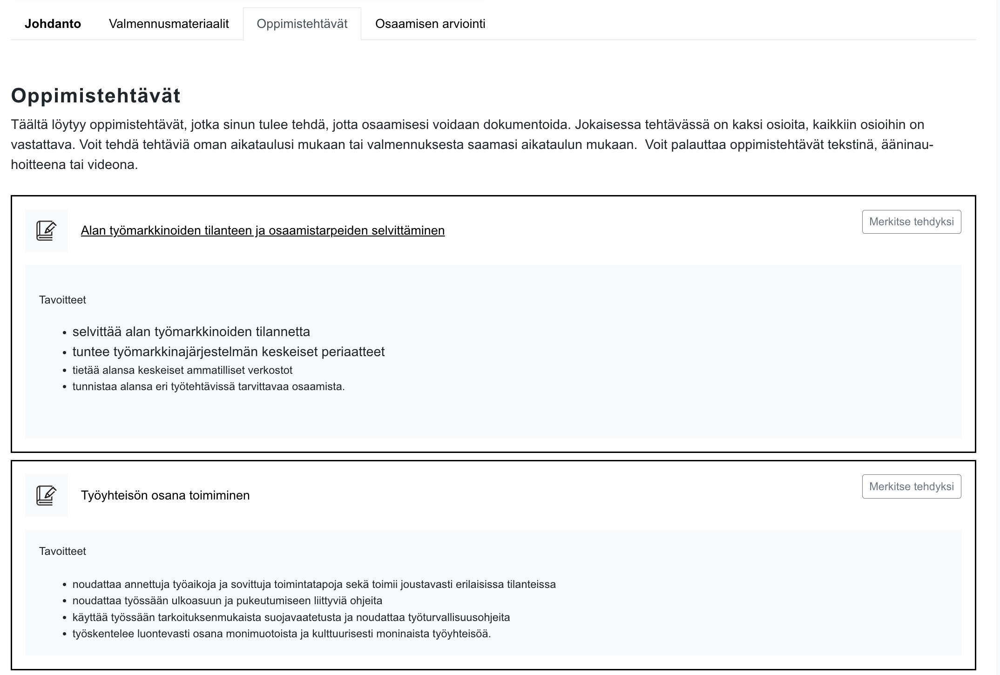 Johdanto Valmennusmateriaalit Oppimistehtävät Osaamisen arviointi
Oppimistehtävät
Täältä löytyy oppimistehtävät, jotka sinun tulee tehdä, jotta osaamisesi voidaan dokumentoida. Jokaisessa tehtävässä on kaksi osioita, kaikkiin osioihin on
vastattava. Voit tehdä tehtäviä oman aikataulusi mukaan tai valmennuksesta saamasi aikataulun mukaan.  Voit palauttaa oppimistehtävät tekstinä, ääninau-
hoitteena tai videona.
Alan työmarkkinoiden tilanteen ja osaamistarpeiden selvittäminen
Merkitse tehdyksi
Tavoitteet
• selvittää alan työmarkkinoiden tilannetta
• tuntee työmarkkinajärjestelmän keskeiset periaatteet
• tietää alansa keskeiset ammatilliset verkostot
• tunnistaa alansa eri työtehtävissä tarvittavaa osaamista.
Työyhteisön osana toimiminen
Merkitse tehdyksi
Tavoitteet
• noudattaa annettuja työaikoja ja sovittuja toimintatapoja sekä toimii joustavasti erilaisissa tilanteissa
• noudattaa työssään ulkoasuun ja pukeutumiseen liittyviä ohjeita
• käyttää työssään tarkoituksenmukaista suojavaatetusta ja noudattaa työturvallisuusohjeita
• työskentelee luontevasti osana monimuotoista ja kulttuurisesti moninaista työyhteisöä.